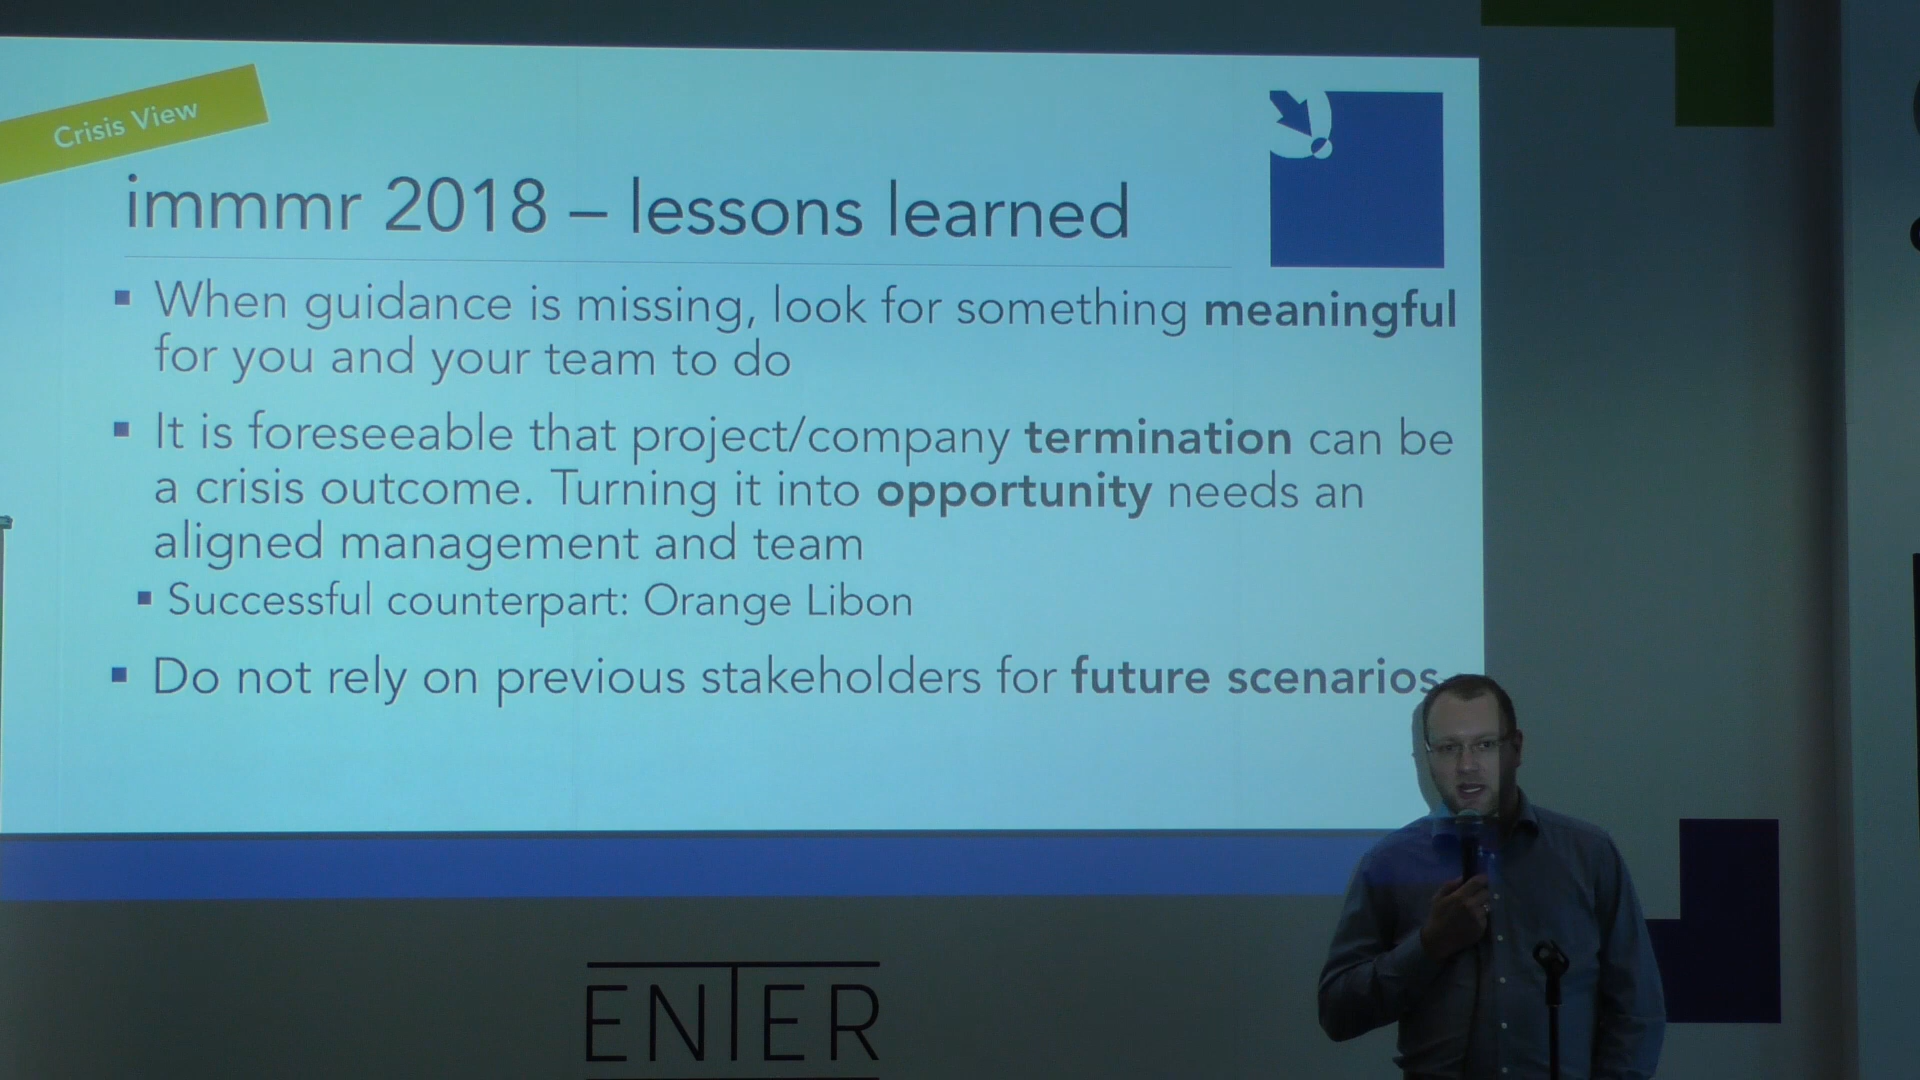 Crisis View
immmr 2018 – lessons learned
▪ When guidance is missing, look for something meaningful
for you and your team to do
▪ It is foreseeable that project/company termination can be
a crisis outcome. Turning it into opportunity needs an
aligned management and team
▪ Successful counterpart: Orange Libon
▪ Do not rely on previous stakeholders for future scenarios
ENTER